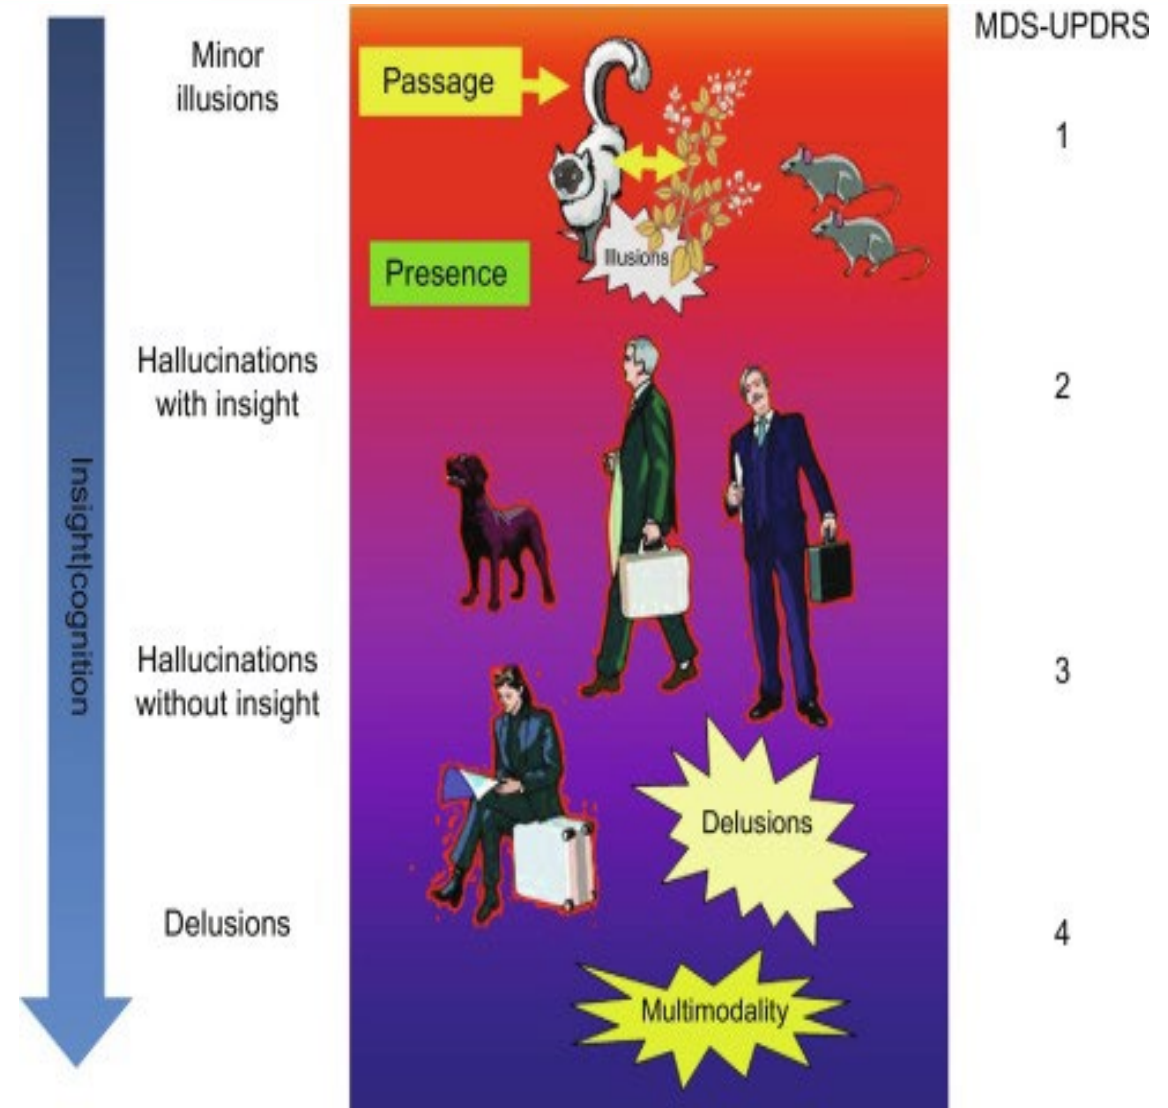 MDS-UPDRS
Minor
illusions
Passage
1
Illusions
Presence
Hallucinations
with insight
2
Insight|cognition
Hallucinations
without insight
3
Delusions
Delusions
4
Multimodality